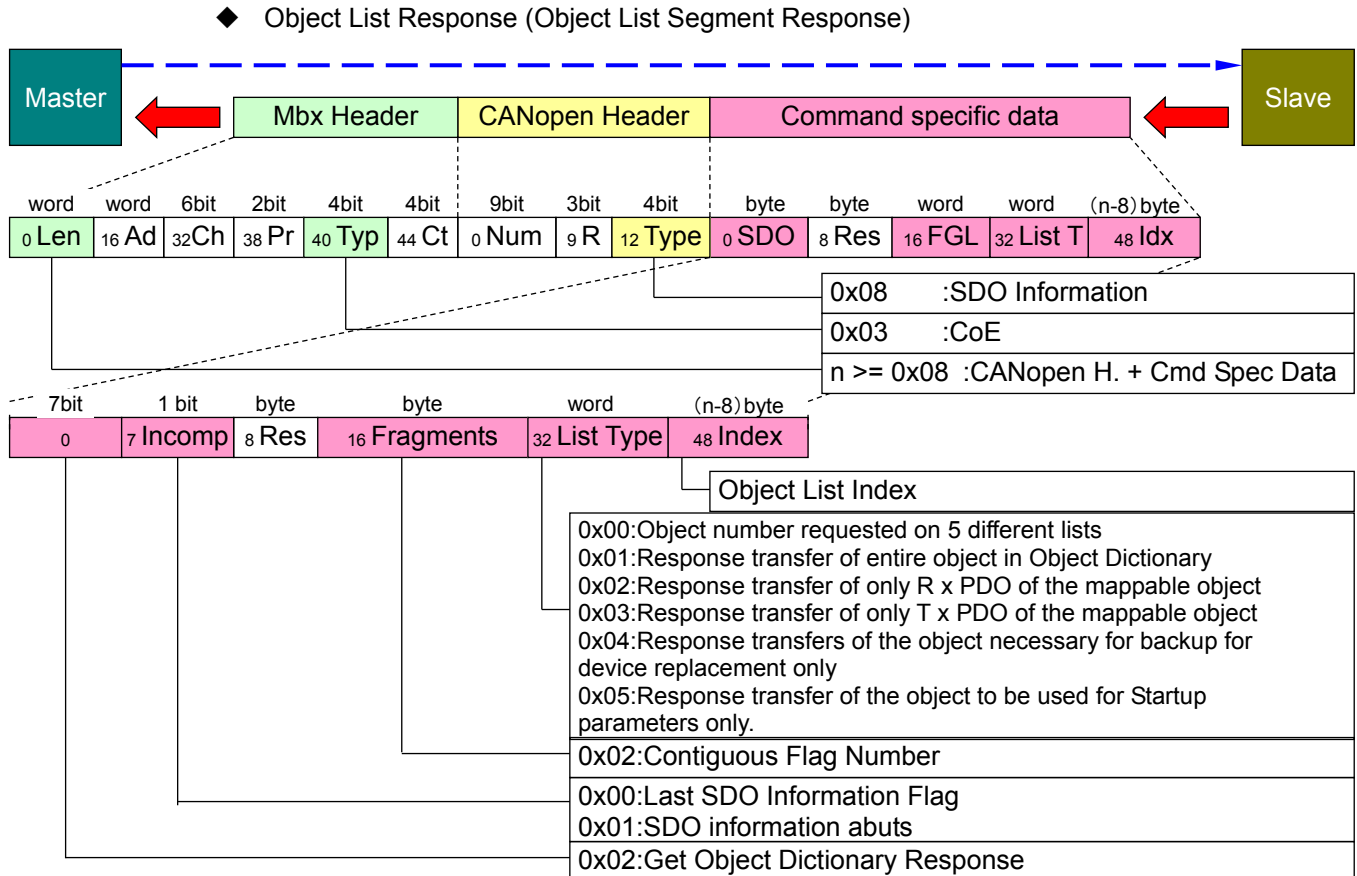 ◆ Object List Response (Object List Segment Response)
Master
Slave
Mbx Header CANopen Header Command specific data
word word 6bit 2bit 4bit 4bit 9bit 3bit 4bit byte byte word word (n-8)byte
0 Len 16 Ad 32Ch 38 Pr 40 Typ 44 Ct 0 Num 9 R 12 Type 0 SDO 8 Res 16 FGL 32 List T 48 Idx
0x08 :SDO Information
0x03 :CoE
n >= 0x08 :CANopen H. + Cmd Spec Data
7bit 1 bit byte byte word (n-8)byte
0 7 Incomp 8 Res 16 Fragments 32 List Type 48 Index
Object List Index
0x00:Object number requested on 5 different lists
0x01:Response transfer of entire object in Object Dictionary
0x02:Response transfer of only R x PDO of the mappable object
0x03:Response transfer of only T x PDO of the mappable object
0x04:Response transfers of the object necessary for backup for
device replacement only
0x05:Response transfer of the object to be used for Startup
parameters only.
0x02:Contiguous Flag Number
0x00:Last SDO Information Flag
0x01:SDO information abuts
0x02:Get Object Dictionary Response